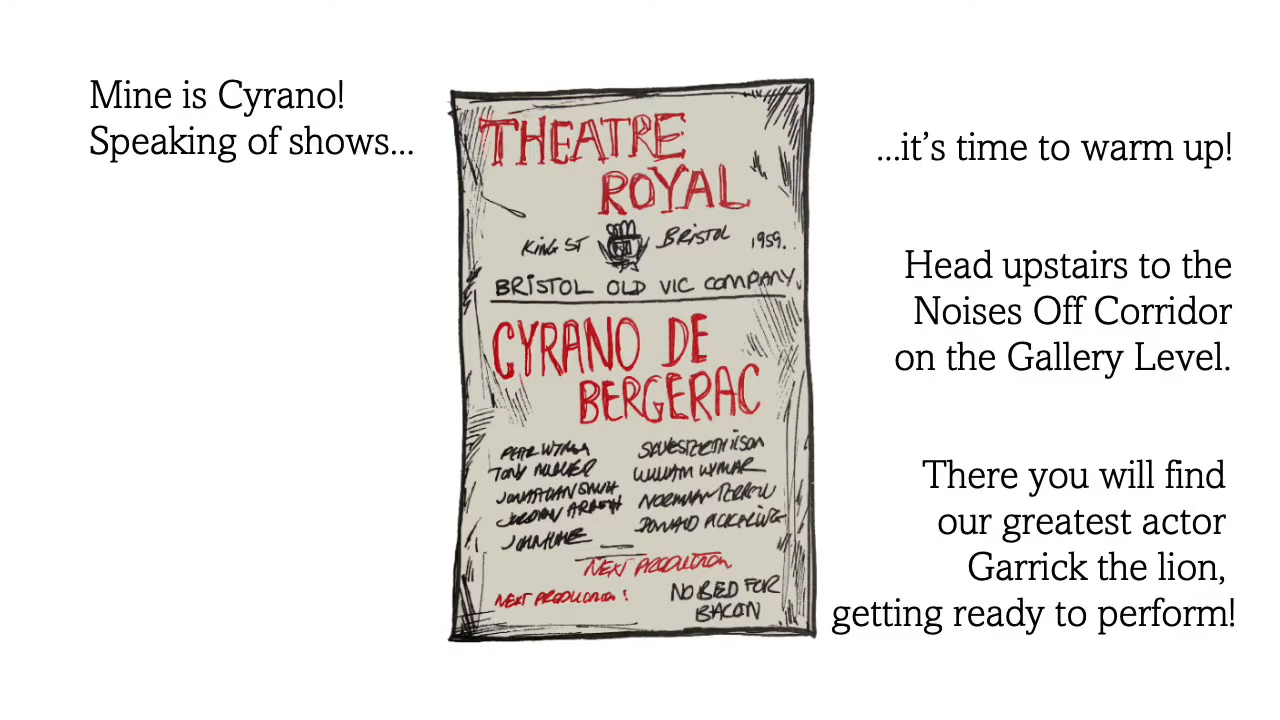 Mine is Cyrano!
Speaking of shows...
THEATRE
ROYAL
KING ST BRISTOL 1959.
BRISTOL OLD VIC COMPANY.
CYRANO DE
BERGERAC
WILLIAM
NORMAN
DONALD
NEXT PRODUCTION
NEXT PRODUCTION!
NO BED FOR
BACON
...it's time to warm up!
Head upstairs to the
Noises Off Corridor
on the Gallery Level.
There you will find
our greatest actor
Garrick the lion,
getting ready to perform!